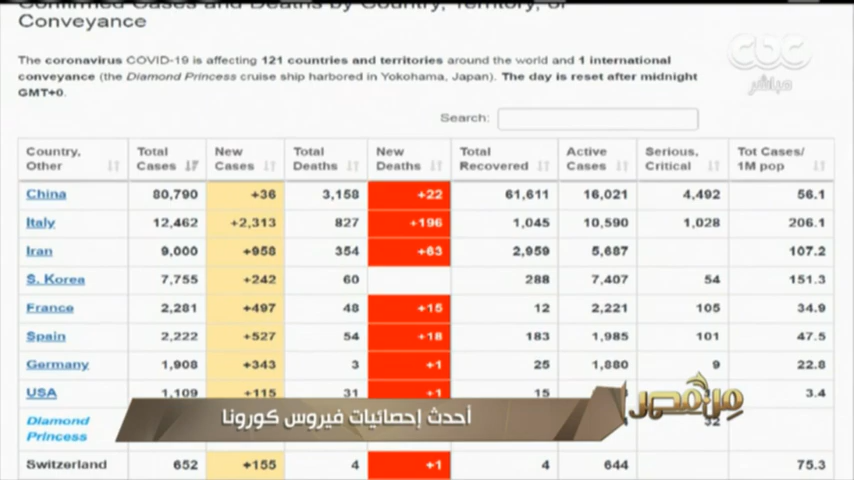 Confirmed Cases and Deaths by Country, Territory, or
Conveyance
The coronavirus COVID-19 is affecting 121 countries and territories around the world and 1 international
conveyance (the Diamond Princess cruise ship harbored in Yokohama, Japan). The day is reset after midnight
GMT+0.
cbc
مباشر
Search:
Country, Other Total Cases New Cases Total Deaths New Deaths Total Recovered Active Cases Serious, Critical Tot Cases/ 1M pop
China 80,790 +36 3,158 +22 61,611 16,021 4,492 56.1
Italy 12,462 +2,313 827 +196 1,045 10,590 1,028 206.1
Iran 9,000 +958 354 +63 2,959 5,687 107.2
S. Korea 7,755 +242 60 288 7,407 54 151.3
France 2,281 +497 48 +15 12 2,221 105 34.9
Spain 2,222 +527 54 +18 183 1,985 101 47.5
Germany 1,908 +343 3 +1 25 1,880 9 22.8
USA 1,109 +115 31 +1 15 3.4
Diamond
Princess 32
من مصر
أحدث إحصائيات فيروس كورونا
Switzerland 652 +155 4 +1 4 644 75.3